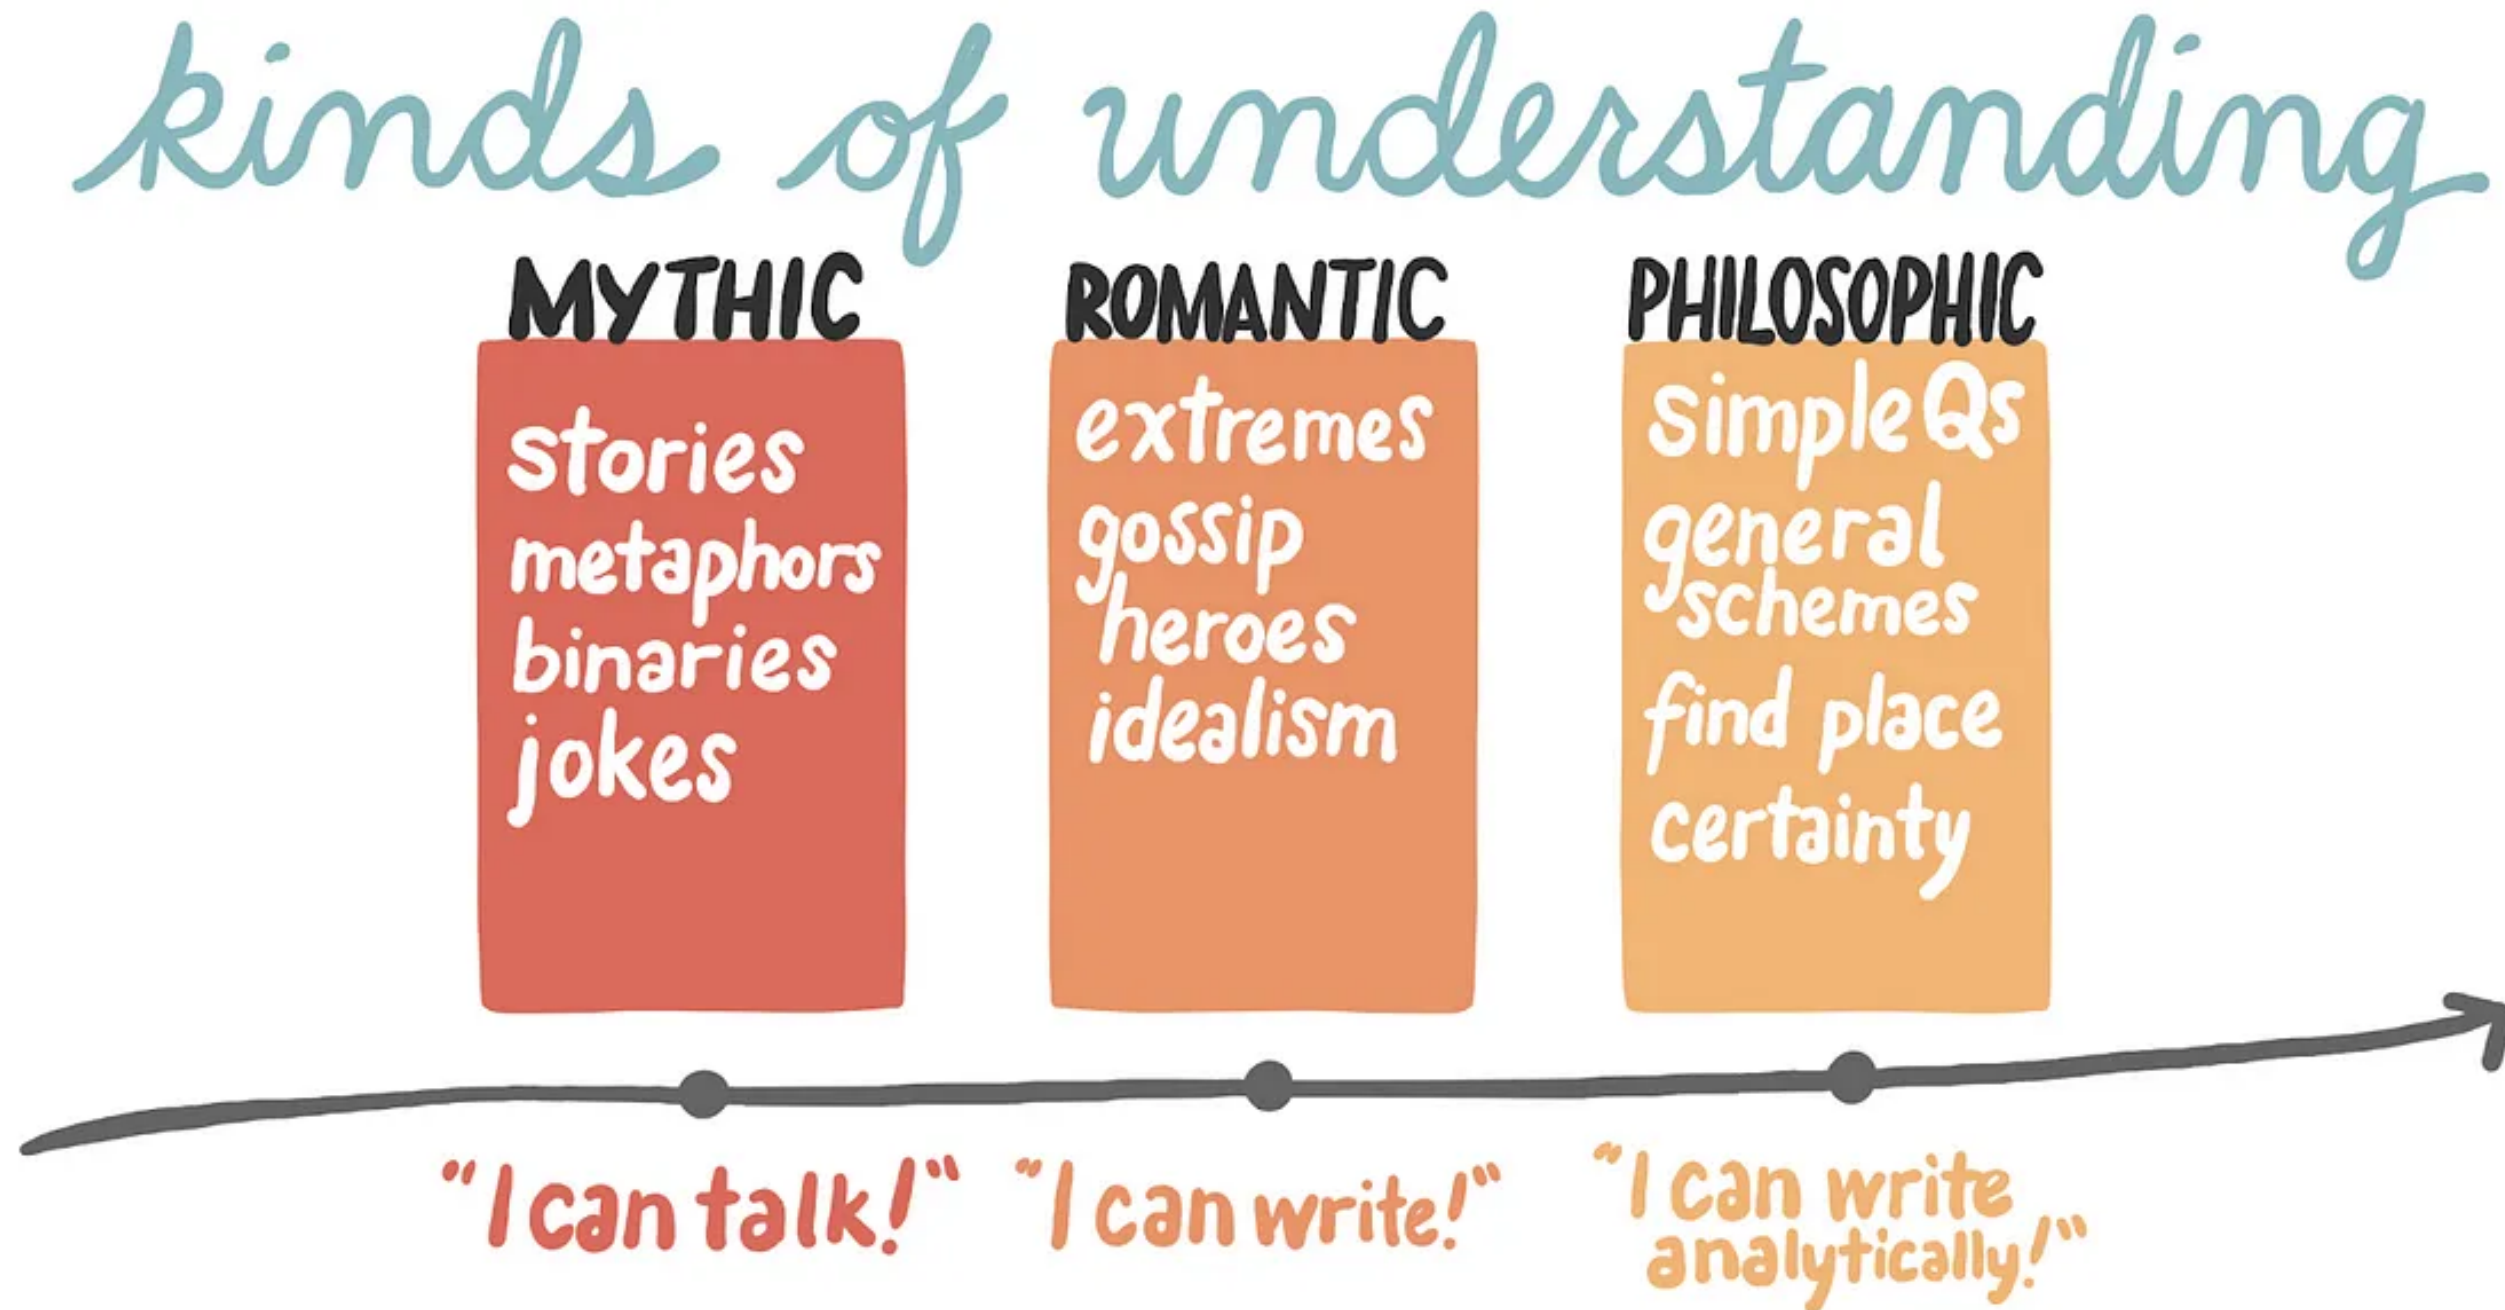 kinds of understanding
MYTHIC
stories
metaphors
binaries
jokes
ROMANTIC
extremes
gossip
heroes
idealism
PHILOSOPHIC
simple Qs
general
schemes
find place
certainty
"I can talk!"
"I can write!"
"I can write
analytically!"